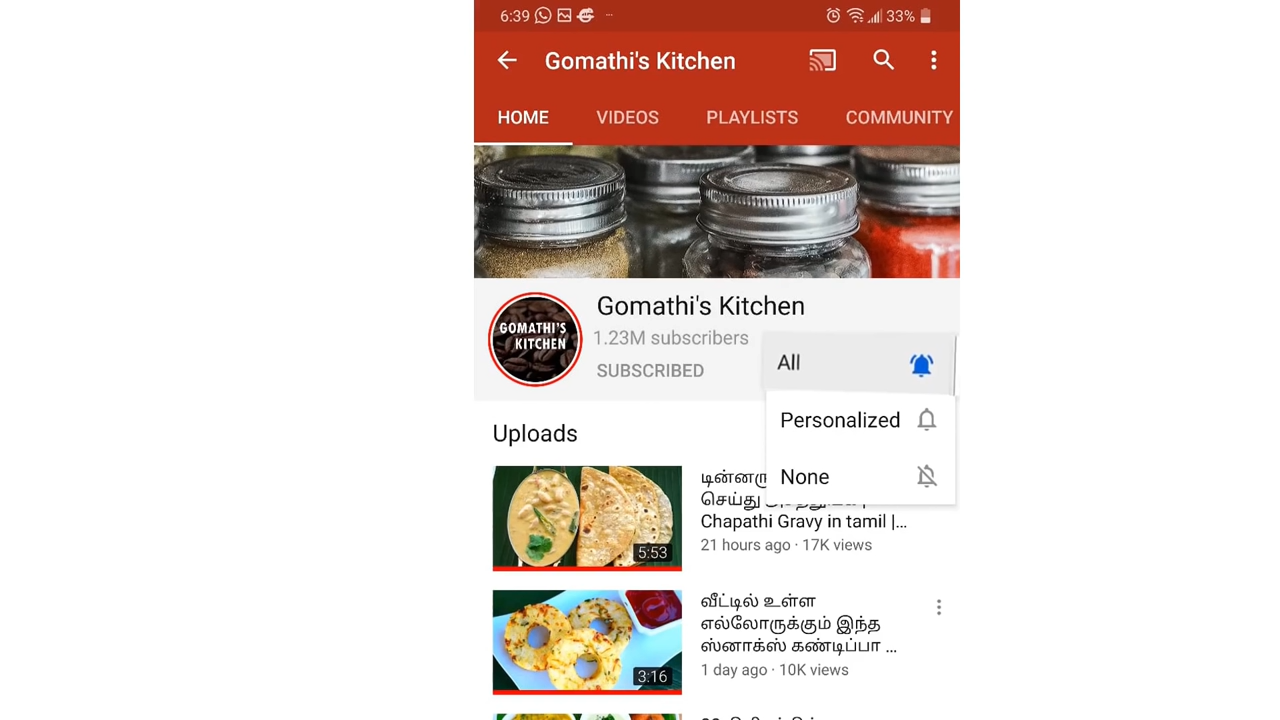 6:39 33%
Gomathi's Kitchen
HOME VIDEOS PLAYLISTS COMMUNITY
GOMATHI'S
KITCHEN
Gomathi's Kitchen
1.23M subscribers
SUBSCRIBED
All
Personalized
None
Uploads
5:53
செய்து
Chapathi Gravy in tamil |...
21 hours ago · 17K views
3:16
வீட்டில் உள்ள
எல்லோருக்கும் இந்த
ஸ்னாக்ஸ் கண்டிப்பா ...
1 day ago · 10K views